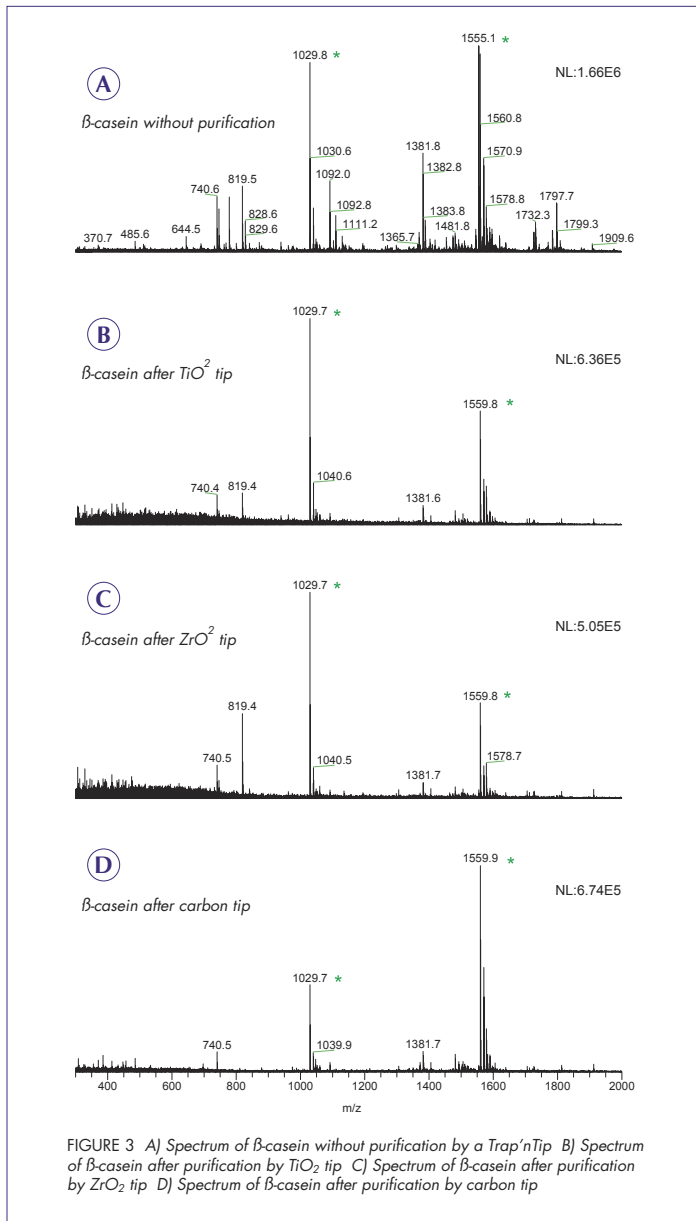 A
ß-casein without purification
NL:1.66E6
1029.8 *
1555.1 *
1030.6
1560.8
1381.8
1570.9
1382.8
1092.0
819.5
740.6
1578.8
1797.7
828.6
1092.8
1383.8
1732.3
829.6
1111.2
1481.8
1799.3
644.5
485.6
370.7
1365.7
1909.6
B
ß-casein after TiO2 tip
NL:6.36E5
1029.7 *
1559.8 *
1040.6
740.4 819.4
1381.6
C
ß-casein after ZrO2 tip
NL:5.05E5
1029.7 *
1559.8 *
819.4
740.5
1040.5
1578.7
1381.7
D
ß-casein after carbon tip
NL:6.74E5
1559.9 *
1029.7 *
740.5
1039.9
1381.7
400 600 800 1000 1200 1400 1600 1800 2000
m/z
FIGURE 3 A) Spectrum of ß-casein without purification by a Trap’nTip B) Spectrum
of ß-casein after purification by TiO2 tip C) Spectrum of ß-casein after purification
by ZrO2 tip D) Spectrum of ß-casein after purification by carbon tip